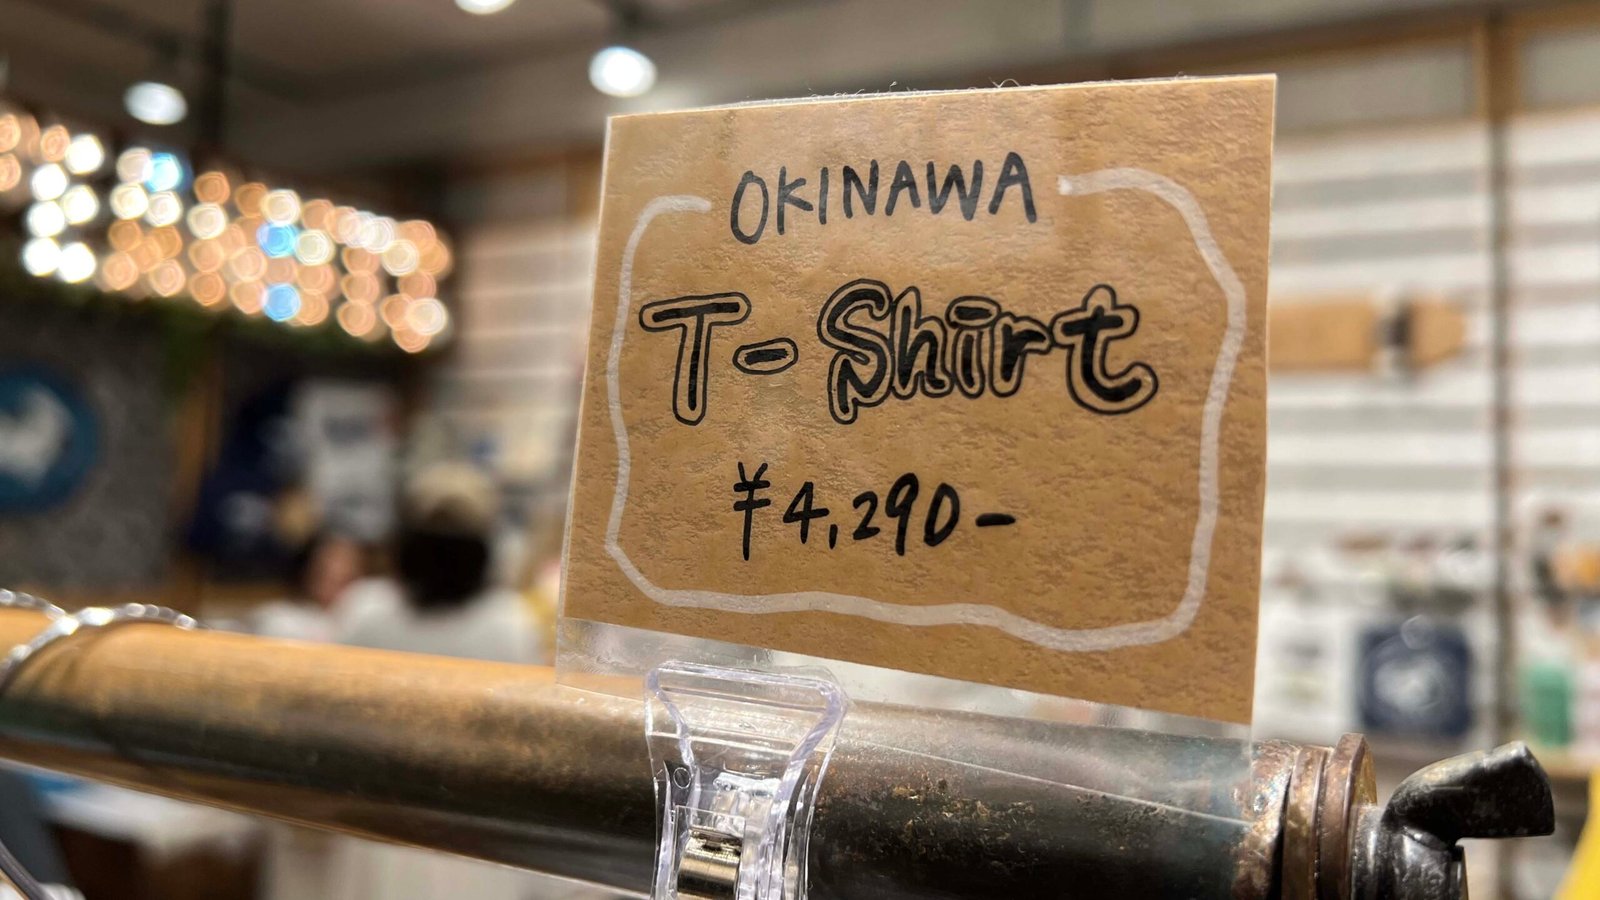 OKINAWA
T-Shirt
¥4,290-